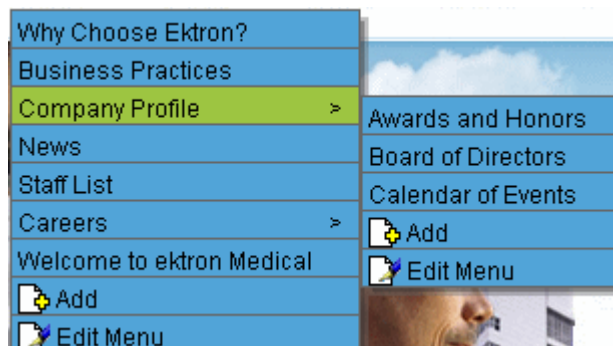 Why Choose Ektron?
Business Practices
Company Profile >
News
Staff List
Careers >
Welcome to ektron Medical
Add
Edit Menu
Awards and Honors
Board of Directors
Calendar of Events
Add
Edit Menu